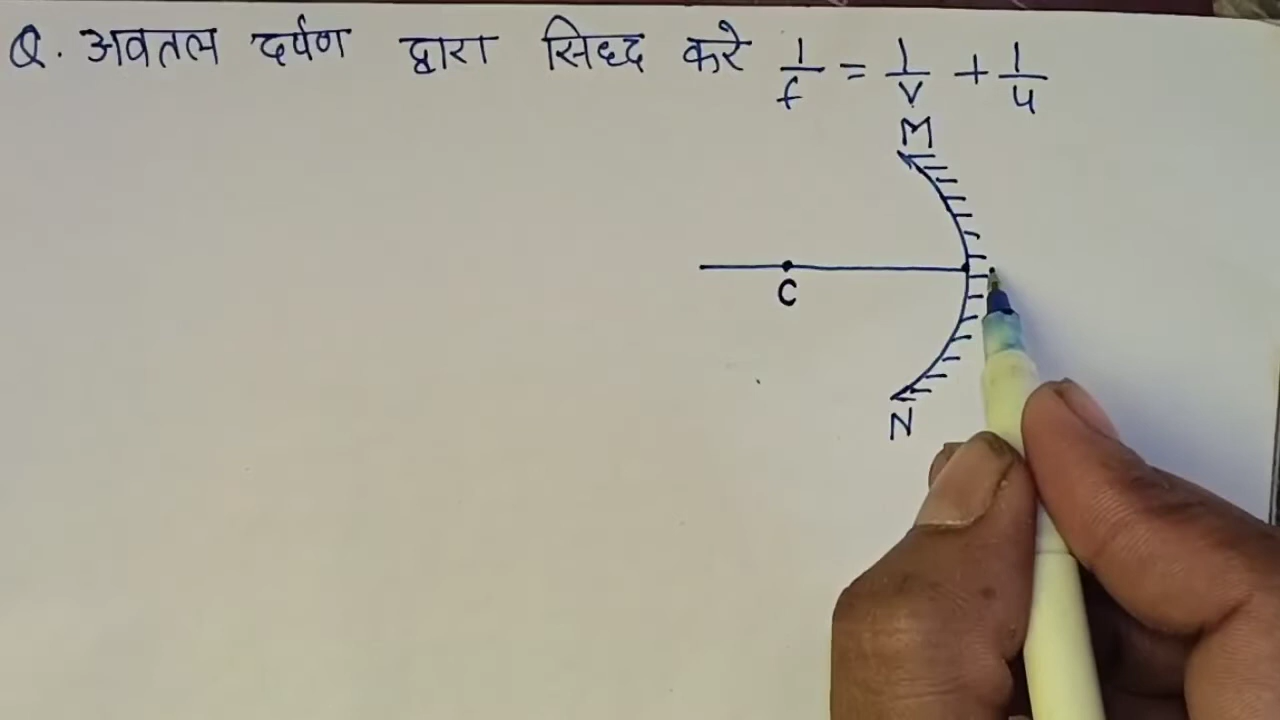 Q. अवतल दर्पण द्वारा सिध्द करे 1/f = 1/v + 1/u
M
C
N